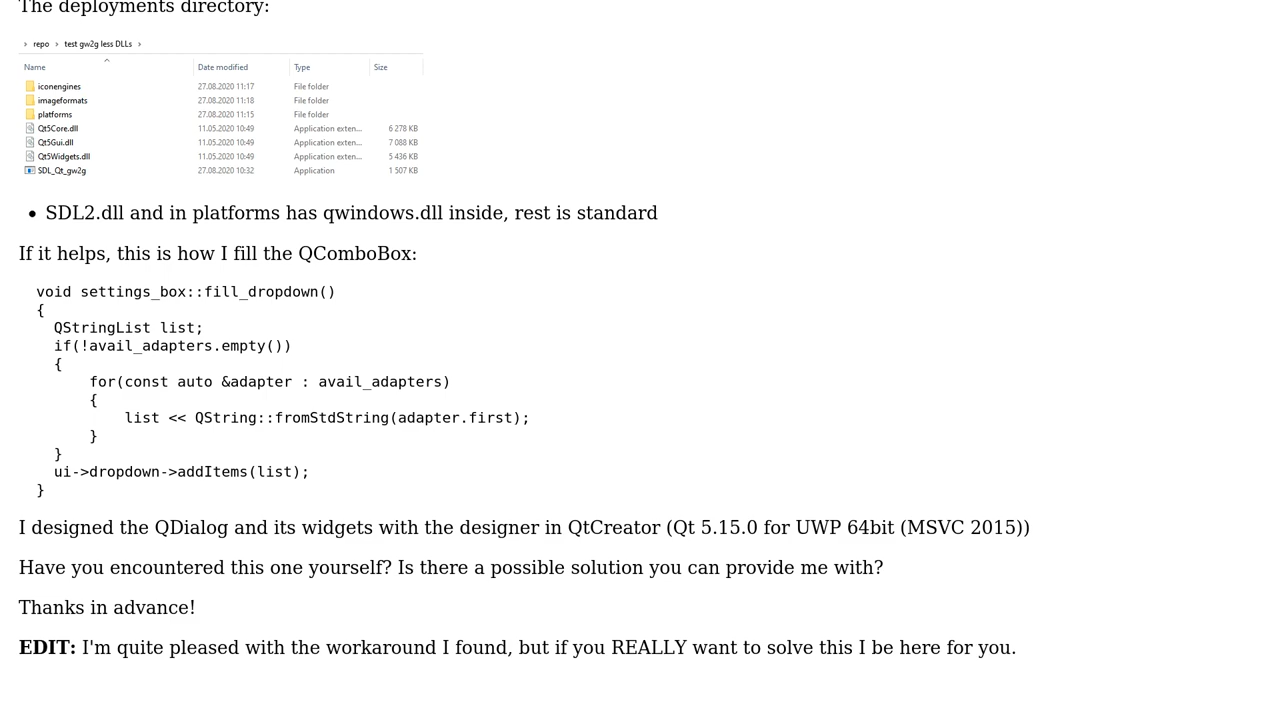 The deployments directory:
› repo › test gw2g less DLLs ›
Name Date modified Type Size
iconengines 27.08.2020 11:17 File folder
imageformats 27.08.2020 11:18 File folder
platforms 27.08.2020 11:15 File folder
Qt5Core.dll 11.05.2020 10:49 Application exten... 6 278 KB
Qt5Gui.dll 11.05.2020 10:49 Application exten... 7 088 KB
Qt5Widgets.dll 11.05.2020 10:49 Application exten... 5 436 KB
SDL_Qt_gw2g 27.08.2020 10:32 Application 1 507 KB
• SDL2.dll and in platforms has qwindows.dll inside, rest is standard
If it helps, this is how I fill the QComboBox:
void settings_box::fill_dropdown()
{
QStringList list;
if(!avail_adapters.empty())
{
for(const auto &adapter : avail_adapters)
{
list << QString::fromStdString(adapter.first);
}
}
ui->dropdown->addItems(list);
}
I designed the QDialog and its widgets with the designer in QtCreator (Qt 5.15.0 for UWP 64bit (MSVC 2015))
Have you encountered this one yourself? Is there a possible solution you can provide me with?
Thanks in advance!
EDIT: I'm quite pleased with the workaround I found, but if you REALLY want to solve this I be here for you.